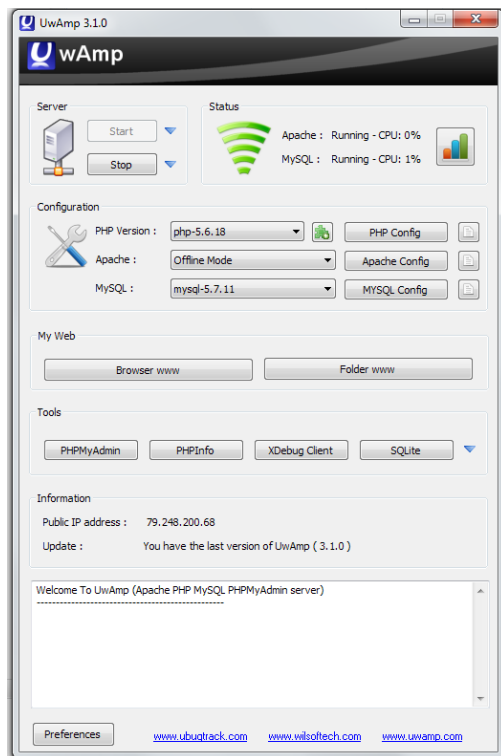 UwAmp 3.1.0
UwAmp
Server
Start
Stop
Status
Apache : Running - CPU: 0%
MySQL : Running - CPU: 1%
Configuration
PHP Version : php-5.6.18 PHP Config
Apache : Offline Mode Apache Config
MySQL : mysql-5.7.11 MYSQL Config
My Web
Browser www Folder www
Tools
PHPMyAdmin PHPInfo XDebug Client SQLite
Information
Public IP address : 79.248.200.68
Update : You have the last version of UwAmp ( 3.1.0 )
Welcome To UwAmp (Apache PHP MySQL PHPMyAdmin server)
-------------------------------------------------
Preferences www.ubugtrack.com www.wilsoftech.com www.uwamp.com